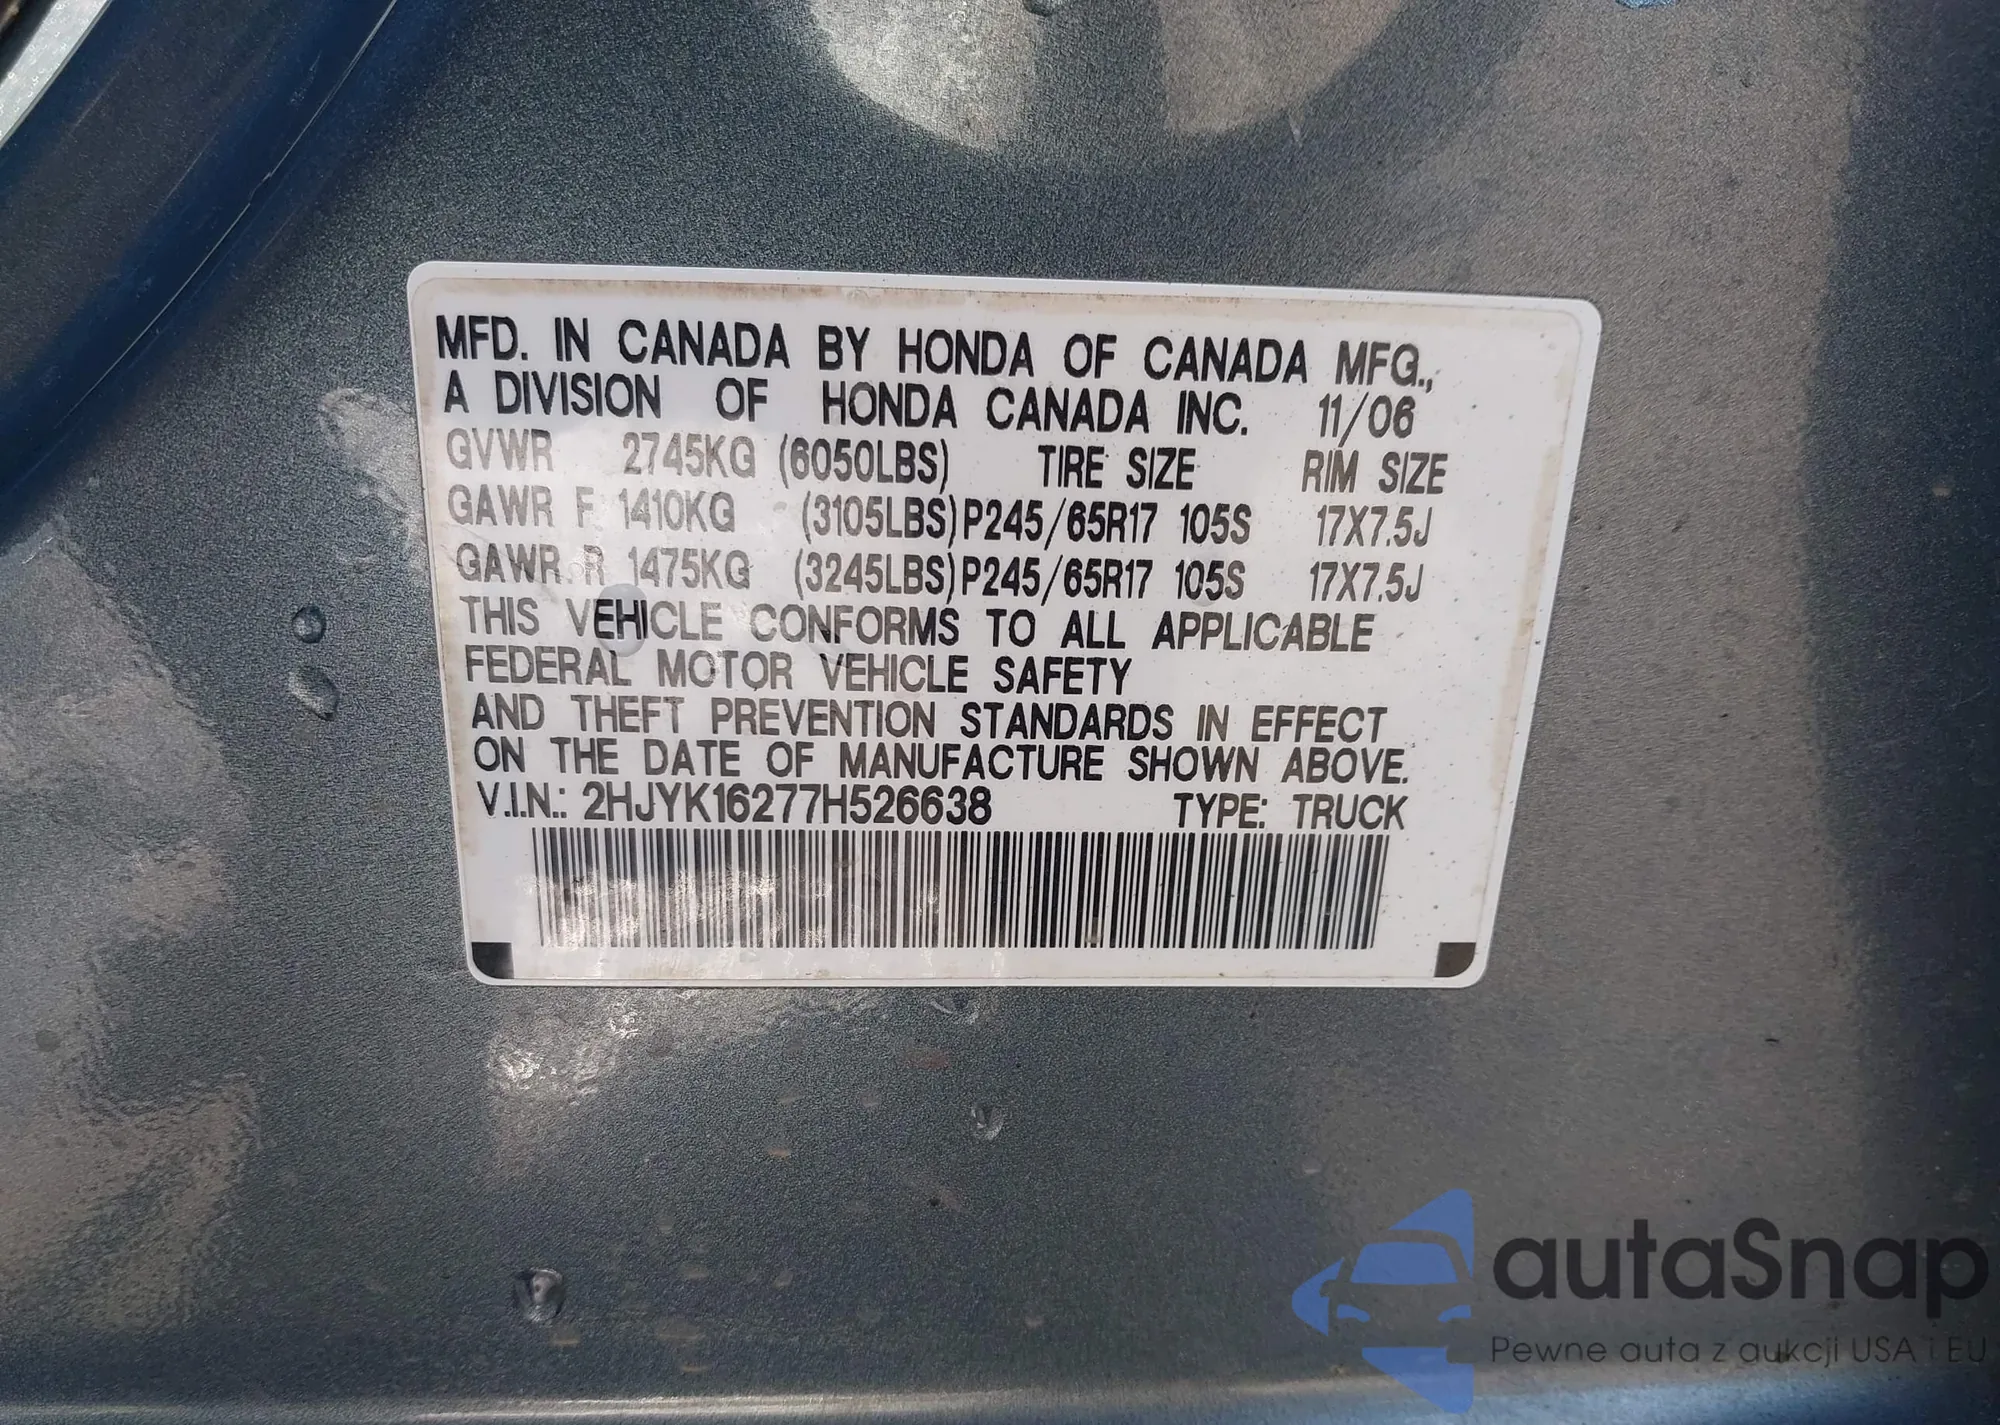 MFD. IN CANADA BY HONDA OF CANADA MFG.,
A DIVISION OF HONDA CANADA INC. 11/06
GVWR 2745KG (6050LBS) TIRE SIZE RIM SIZE
GAWR F 1410KG (3105LBS) P245/65R17 105S 17X7.5J
GAWR R 1475KG (3245LBS) P245/65R17 105S 17X7.5J
THIS VEHICLE CONFORMS TO ALL APPLICABLE
FEDERAL MOTOR VEHICLE SAFETY
AND THEFT PREVENTION STANDARDS IN EFFECT
ON THE DATE OF MANUFACTURE SHOWN ABOVE.
V.I.N.: 2HJYK16277H526638 TYPE: TRUCK
autaSnap
Pewne auta z aukcji USA i EU